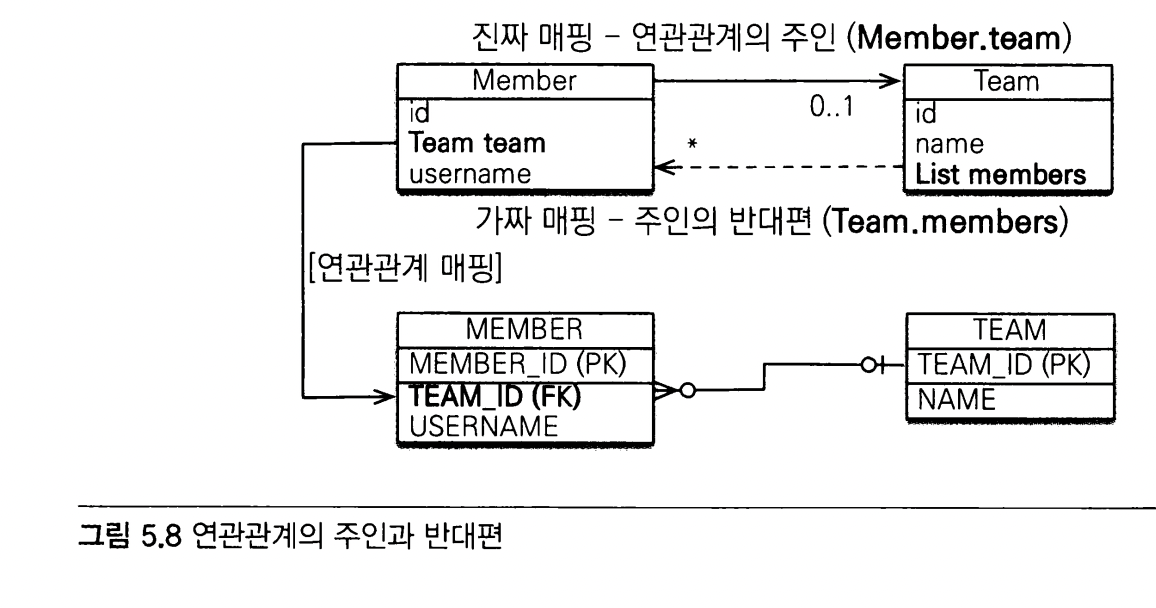 진짜 매핑 – 연관관계의 주인 (Member.team)
Member
id
Team team
username
0..1
*
Team
id
name
List members
가짜 매핑 – 주인의 반대편 (Team.members)
[연관관계 매핑]
MEMBER
MEMBER_ID (PK)
TEAM_ID (FK)
USERNAME
TEAM
TEAM_ID (PK)
NAME
그림 5.8 연관관계의 주인과 반대편